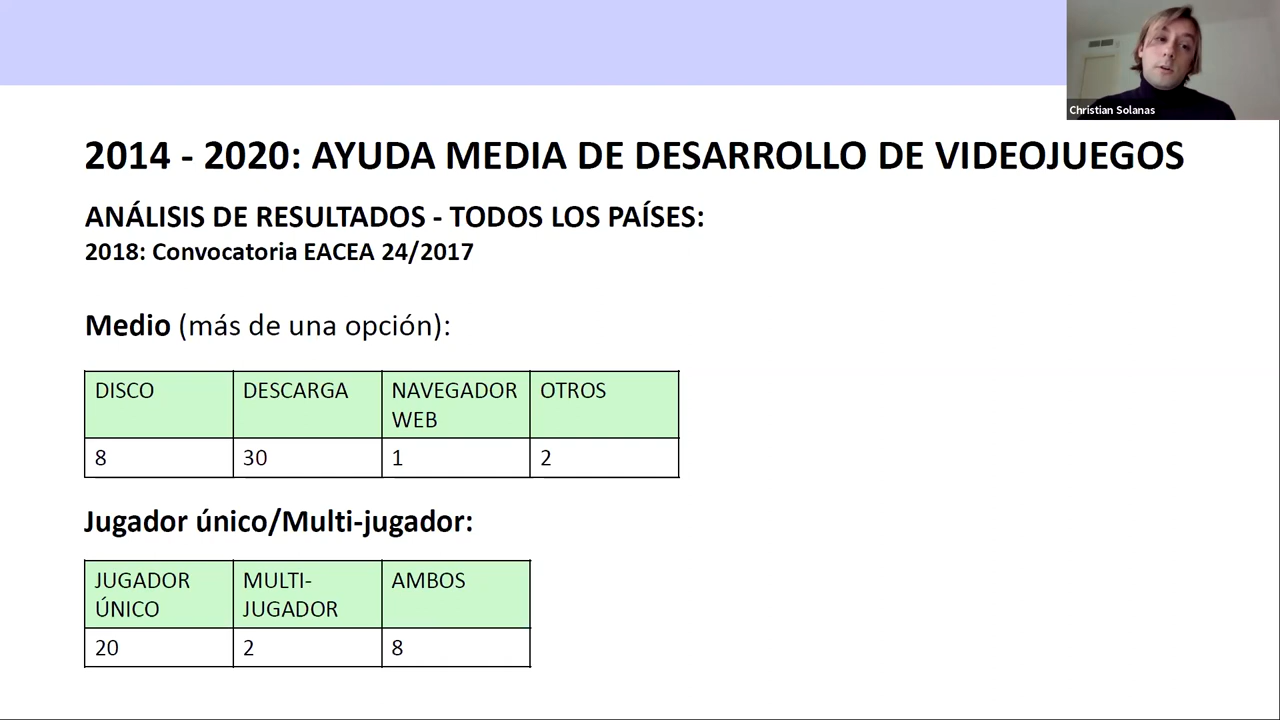 Christian Solanas
2014 - 2020: AYUDA MEDIA DE DESARROLLO DE VIDEOJUEGOS
ANÁLISIS DE RESULTADOS - TODOS LOS PAÍSES:
2018: Convocatoria EACEA 24/2017
Medio (más de una opción):
DISCO DESCARGA NAVEGADOR OTROS
WEB
8 30 1 2
Jugador único/Multi-jugador:
JUGADOR MULTI- AMBOS
ÚNICO JUGADOR
20 2 8